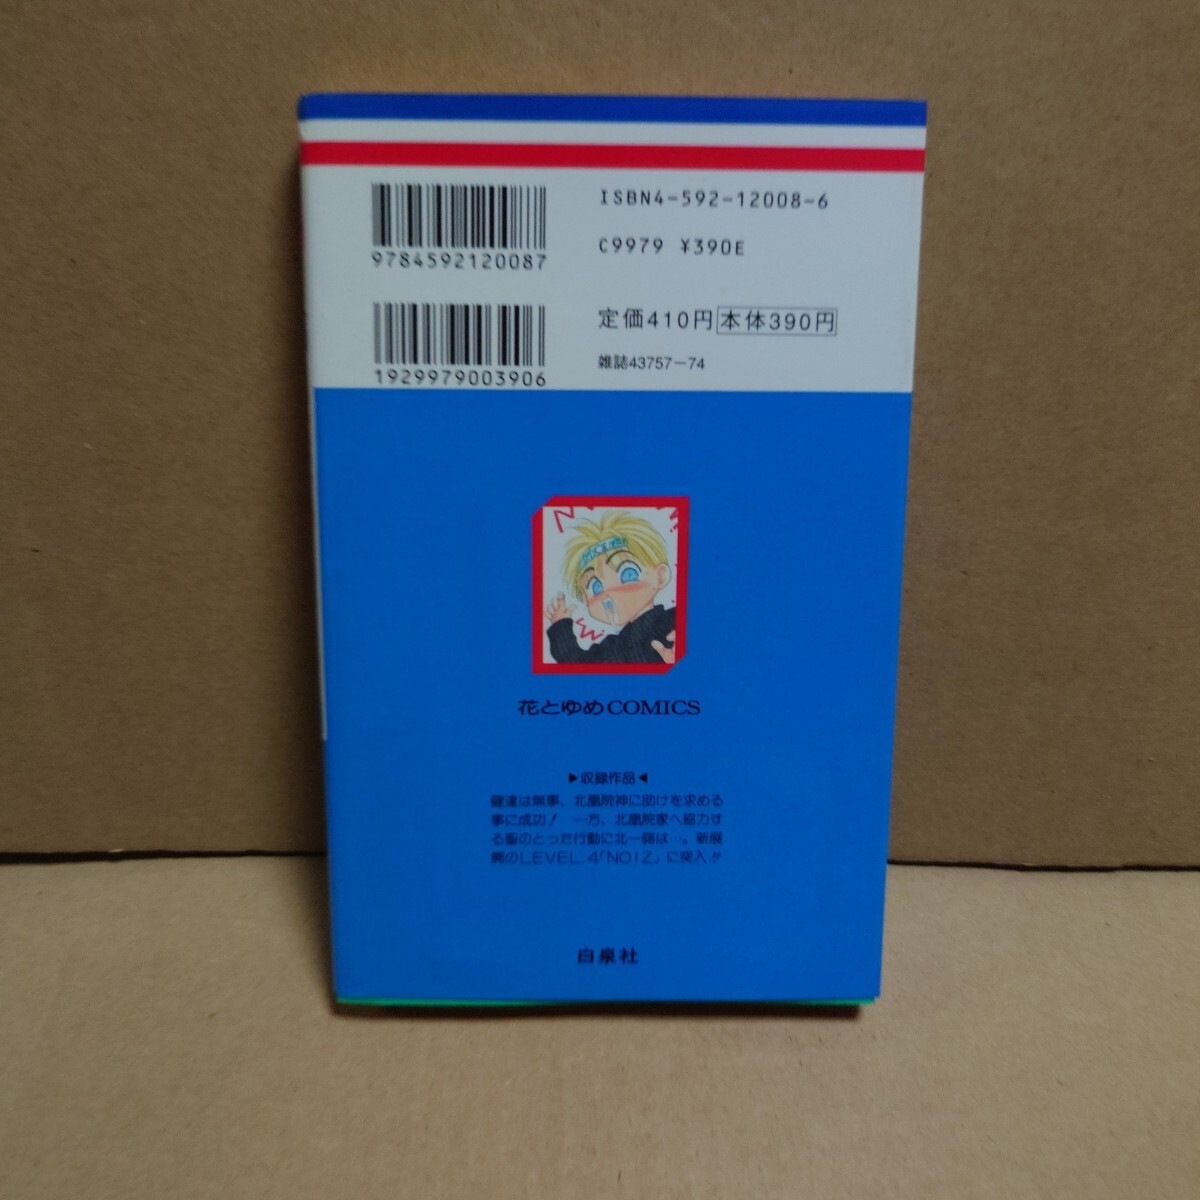 ISBN4-592-12008-6
C9979 ¥390E
9784592120087
定価410円 本体390円
雑誌43757-74
1929979003906
花とゆめCOMICS
▶収録作品◀
健達は無事、北凰院神に助けを求める
事に成功! 一方、北凰院家へ協力す
る聖のとった行動に北一爵は…。新展
開のLEVEL.4「NOIZ」に突入!!
白泉社